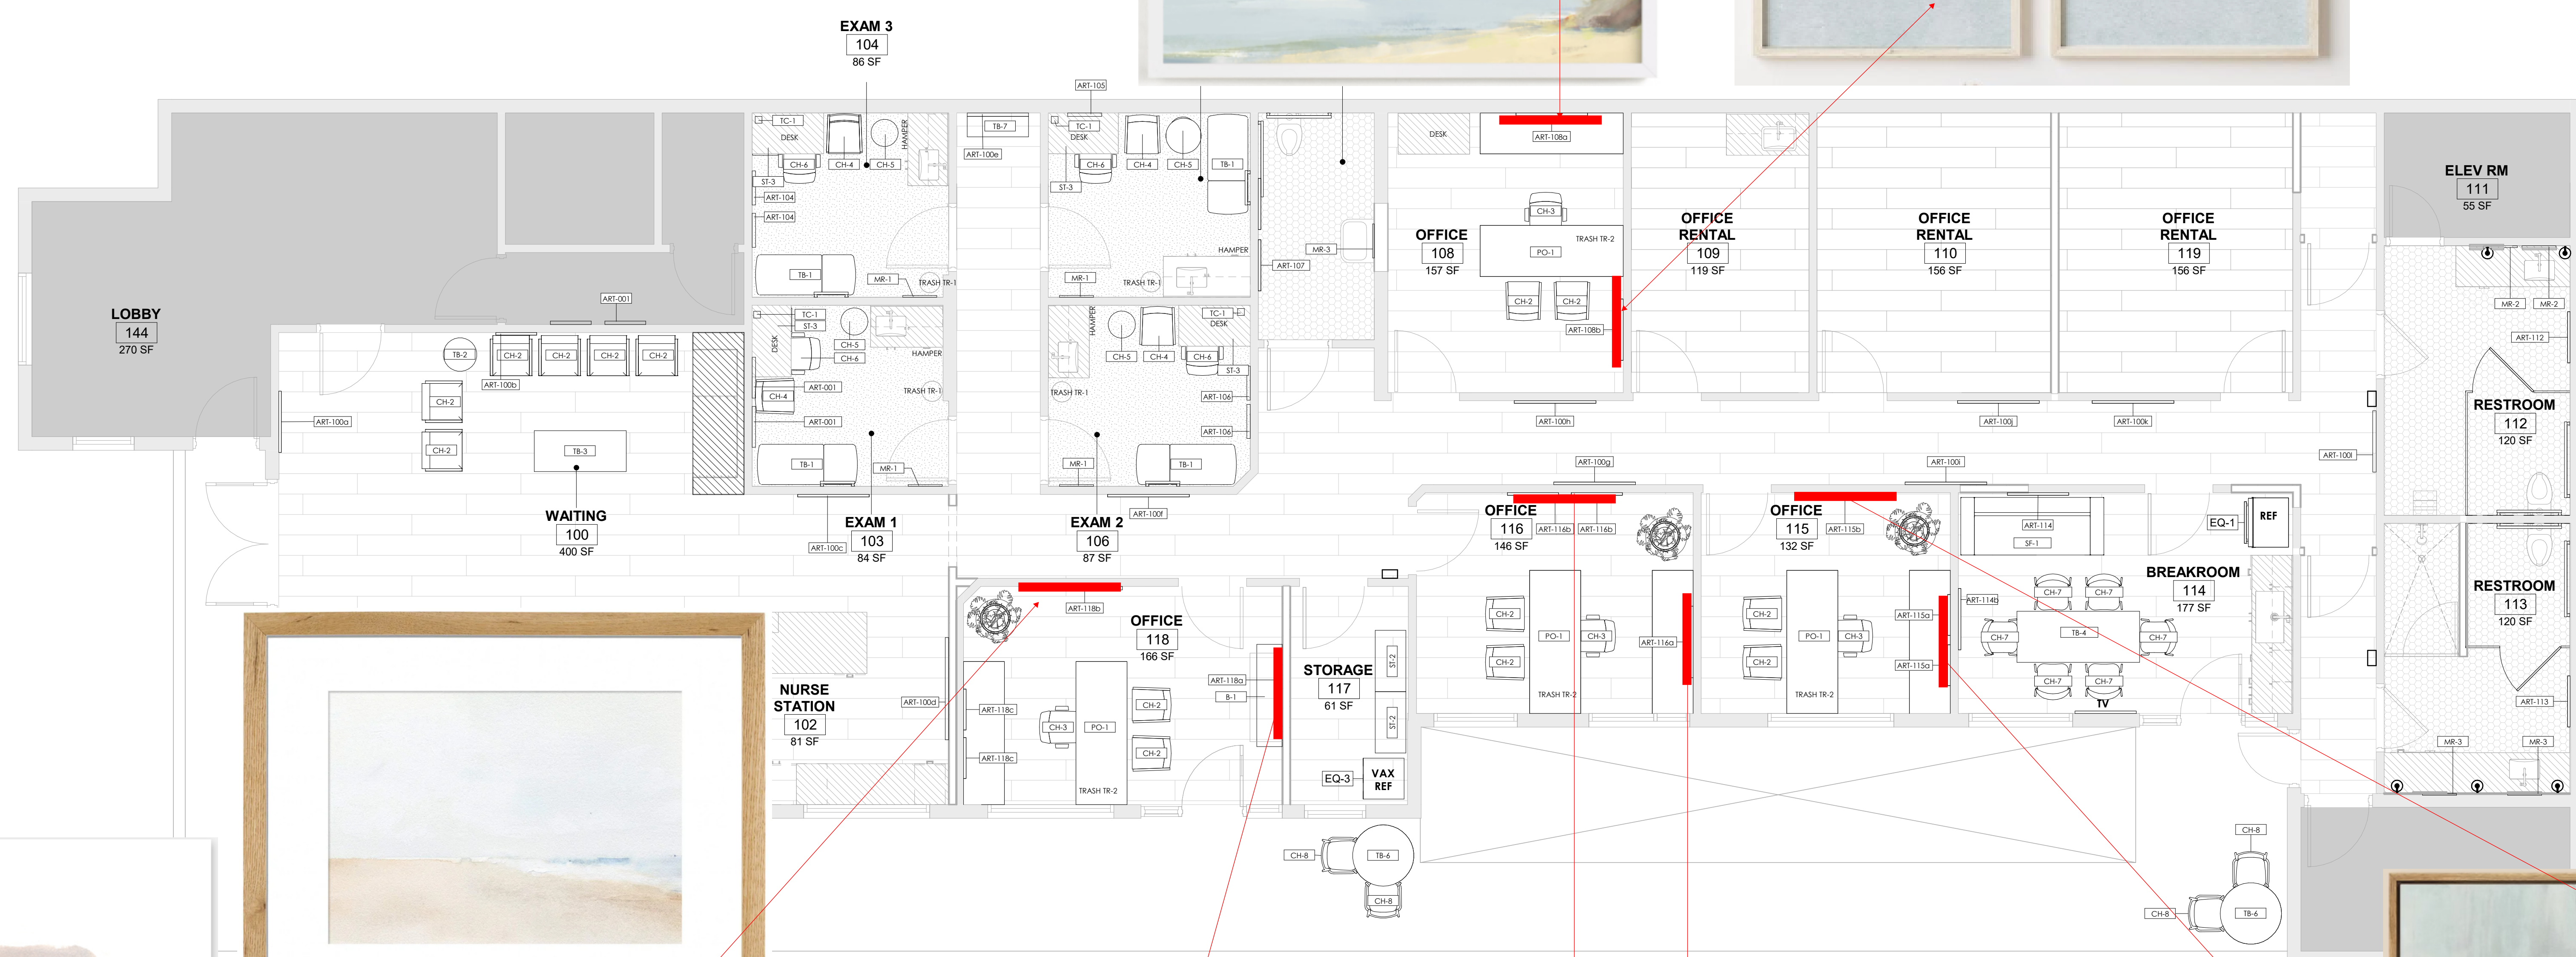 EXAM 3
104
86 SF
ART-105
TC-1
DESK
HAMPER
CH-6
CH-4
CH-5
ST-3
ART-104
ART-104
TB-1
MR-1
TRASH TR-1
TB-7
ART-100e
TC-1
DESK
CH-6
CH-4
CH-5
TB-1
ST-3
HAMPER
MR-1
TRASH TR-1
MR-3
ART-107
DESK
ART-108a
CH-3
TRASH TR-2
PO-1
OFFICE
108
157 SF
CH-2
CH-2
ART-108b
OFFICE
RENTAL
109
119 SF
OFFICE
RENTAL
110
156 SF
OFFICE
RENTAL
119
156 SF
ELEV RM
111
55 SF
MR-2
MR-2
ART-112
RESTROOM
112
120 SF
LOBBY
144
270 SF
ART-001
TB-2
CH-2
CH-2
CH-2
CH-2
ART-100b
CH-2
ART-100a
CH-2
TB-3
WAITING
100
400 SF
TC-1
ST-3
DESK
CH-5
CH-6
HAMPER
ART-001
CH-4
TRASH TR-1
ART-001
TB-1
MR-1
EXAM 1
103
84 SF
ART-100c
HAMPER
TC-1
DESK
CH-5
CH-4
CH-6
ST-3
TRASH TR-1
ART-106
ART-106
MR-1
TB-1
ART-100f
EXAM 2
106
87 SF
ART-100h
ART-100j
ART-100k
ART-100l
ART-100g
ART-100i
OFFICE
116
146 SF
ART-116b
ART-116b
CH-2
CH-2
PO-1
CH-3
ART-116a
TRASH TR-2
OFFICE
115
132 SF
ART-115b
CH-2
CH-2
PO-1
CH-3
ART-115a
ART-115a
TRASH TR-2
ART-114
SF-1
EQ-1
REF
BREAKROOM
114
177 SF
ART-114b
CH-7
CH-7
CH-7
TB-4
CH-7
CH-7
CH-7
TV
RESTROOM
113
120 SF
ART-113
MR-3
MR-3
NURSE
STATION
102
81 SF
ART-100d
ART-118b
OFFICE
118
166 SF
ART-118c
ART-118c
CH-3
PO-1
CH-2
CH-2
TRASH TR-2
ART-118a
B-1
STORAGE
117
61 SF
ST-2
ST-2
EQ-3
VAX
REF
CH-8
TB-6
CH-8
CH-8
CH-8
TB-6